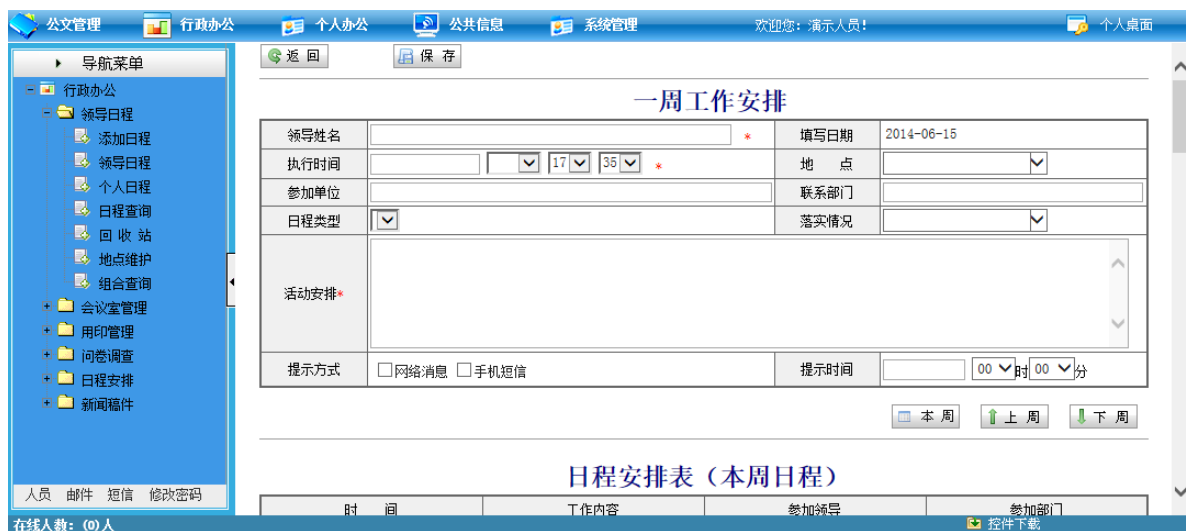 公文管理 行政办公 个人办公 公共信息 系统管理 欢迎您: 演示人员! 个人桌面
导航菜单
行政办公
领导日程
添加日程
领导日程
个人日程
日程查询
回 收 站
地点维护
组合查询
会议室管理
用印管理
问卷调查
日程安排
新闻稿件
人员 邮件 短信 修改密码
返 回 保 存
一周工作安排
领导姓名 * 填写日期 2014-06-15
执行时间 17 35 * 地 点
参加单位 联系部门
日程类型 落实情况
活动安排*
提示方式 网络消息 手机短信 提示时间 00 时 00 分
本 周 上 周 下 周
日程安排表（本周日程）
时 间 工作内容 参加领导 参加部门
在线人数: (0)人 控件下载